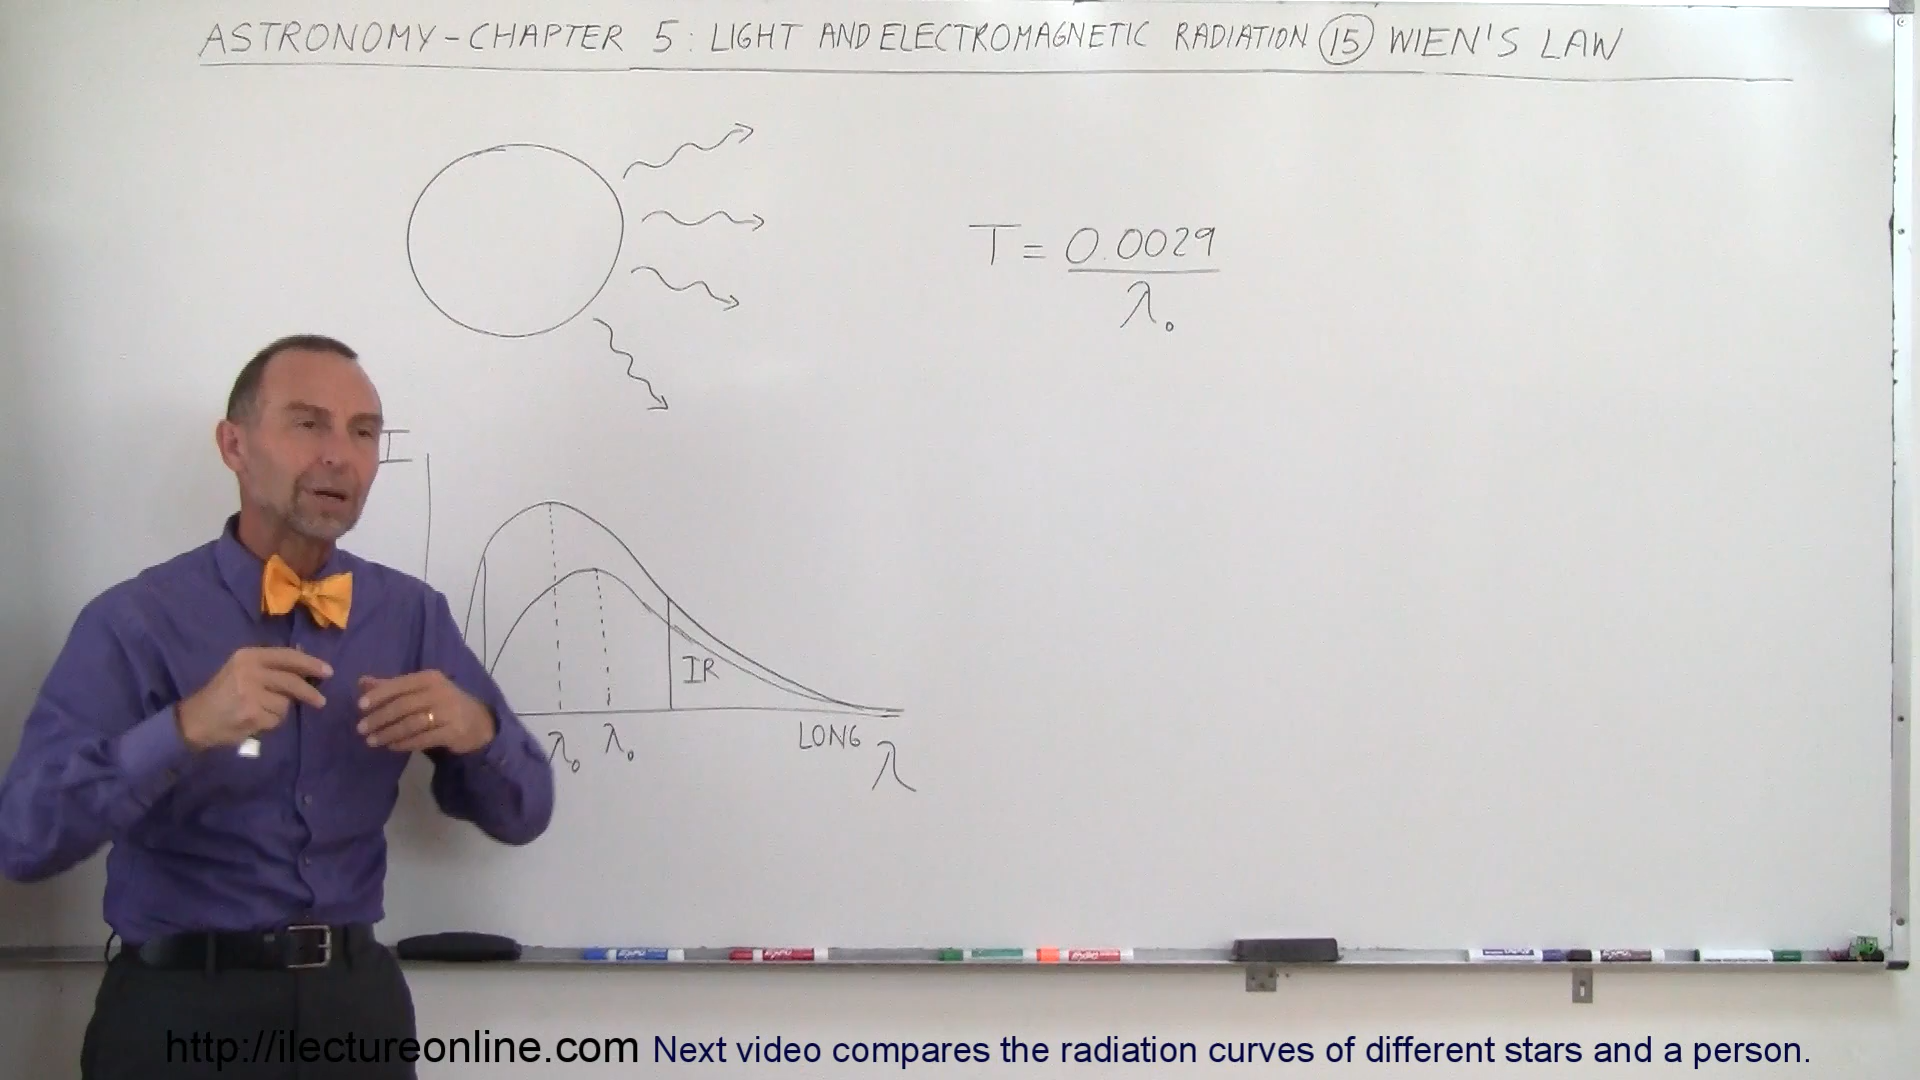 ASTRONOMY - CHAPTER 5: LIGHT AND ELECTROMAGNETIC RADIATION 15 WIEN'S LAW
T = 0.0029
λ₀
I
IR
λ₀ λ₀ LONG λ
http://ilectureonline.com Next video compares the radiation curves of different stars and a person.